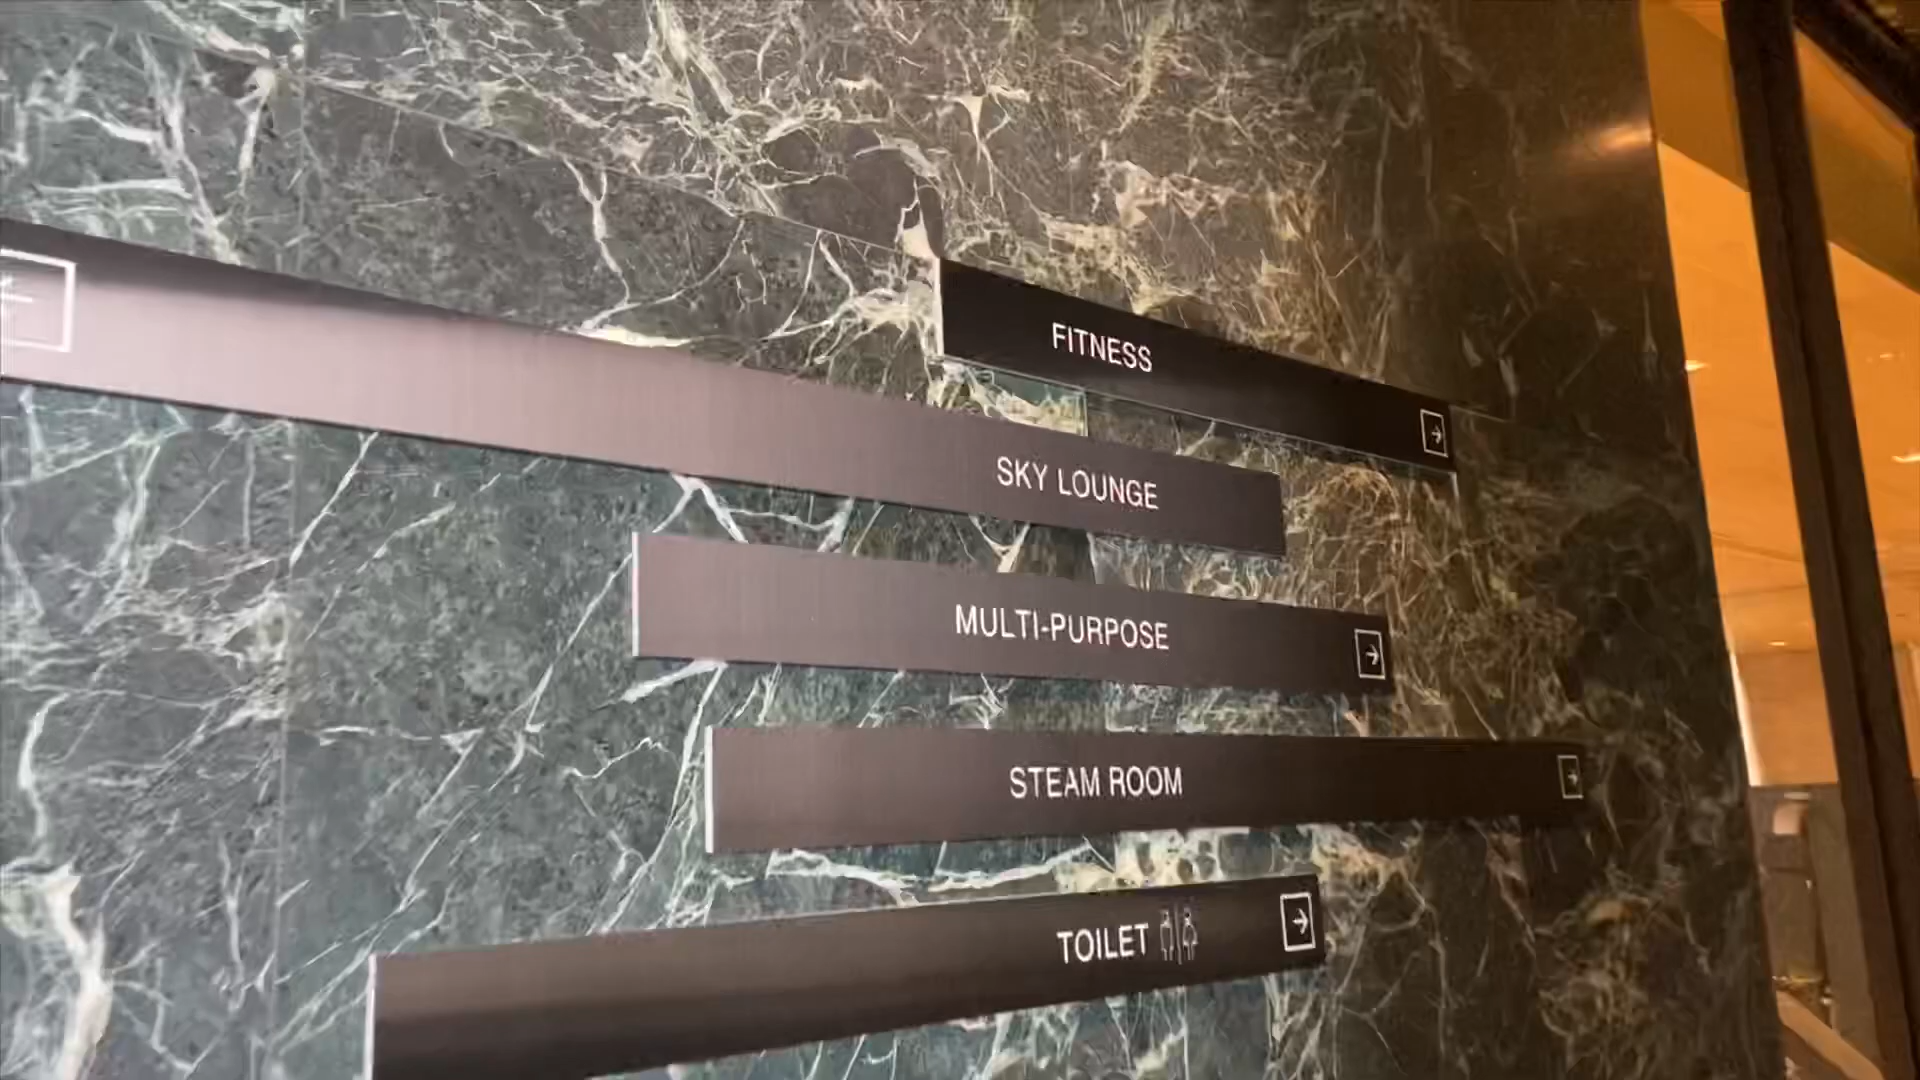 FITNESS
SKY LOUNGE
MULTI-PURPOSE
STEAM ROOM
TOILET